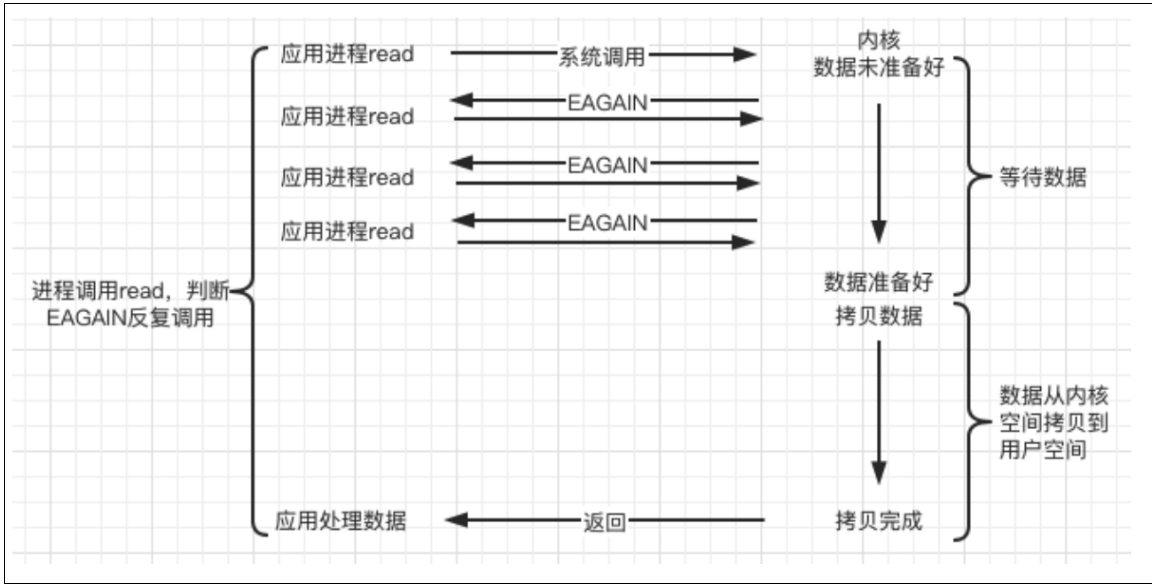 应用进程read
系统调用
内核
数据未准备好
EAGAIN
应用进程read
EAGAIN
应用进程read
等待数据
EAGAIN
应用进程read
数据准备好
进程调用read，判断
EAGAIN反复调用
拷贝数据
数据从内核
空间拷贝到
用户空间
应用处理数据
返回
拷贝完成